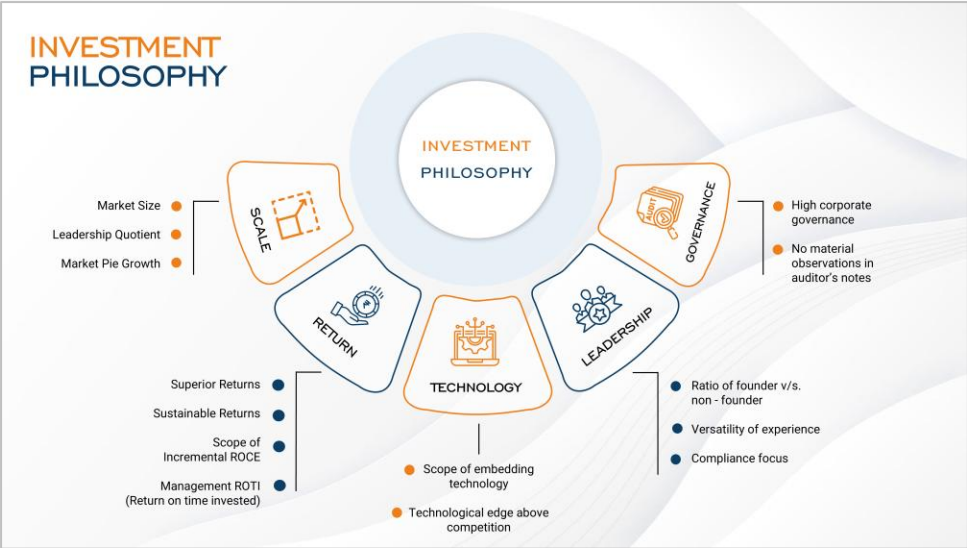 INVESTMENT
PHILOSOPHY
INVESTMENT
PHILOSOPHY
SCALE
Market Size
Leadership Quotient
Market Pie Growth
RETURN
Superior Returns
Sustainable Returns
Scope of
Incremental ROCE
Management ROTI
(Return on time invested)
TECHNOLOGY
Scope of embedding
technology
Technological edge above
competition
LEADERSHIP
Ratio of founder v/s.
non - founder
Versatility of experience
Compliance focus
AUDIT
GOVERNANCE
High corporate
governance
No material
observations in
auditor's notes